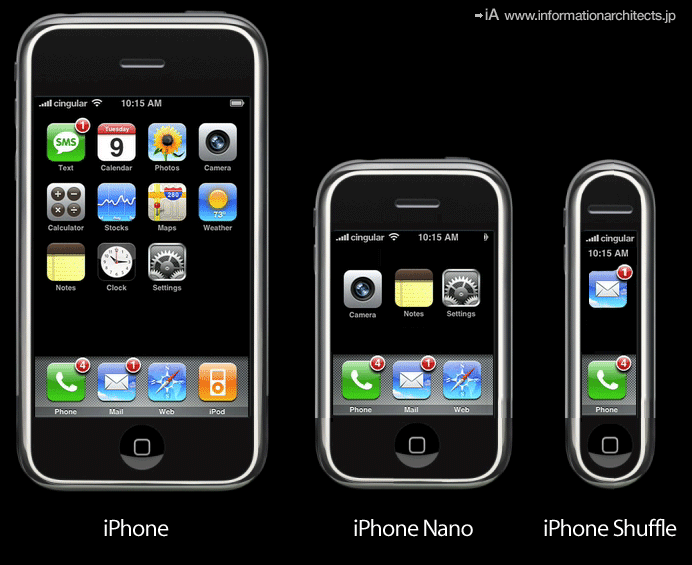 ➡iA www.informationarchitects.jp
cingular 10:15 AM
1
SMS
Tuesday
9
280
Text Calendar Photos Camera
73°
Calculator Stocks Maps Weather
Notes Clock Settings
4 1
Phone Mail Web iPod
cingular 10:15 AM
Camera Notes Settings
4 1
Phone Mail Web
cingular
10:15 AM
1
4
Phone
iPhone
iPhone Nano
iPhone Shuffle